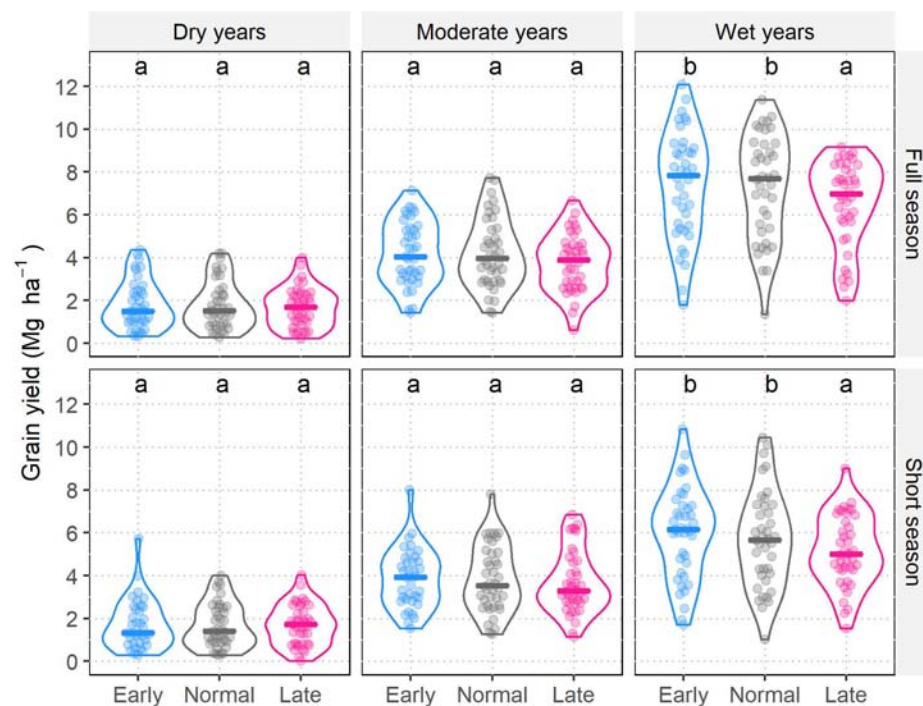 Dry years
Moderate years
Wet years
a a a
a a a
b b a
12
10
8
6
4
2
0
Full season
a a a
a a a
b b a
12
10
8
6
4
2
0
Short season
Grain yield (Mg ha⁻¹)
Early Normal Late
Early Normal Late
Early Normal Late